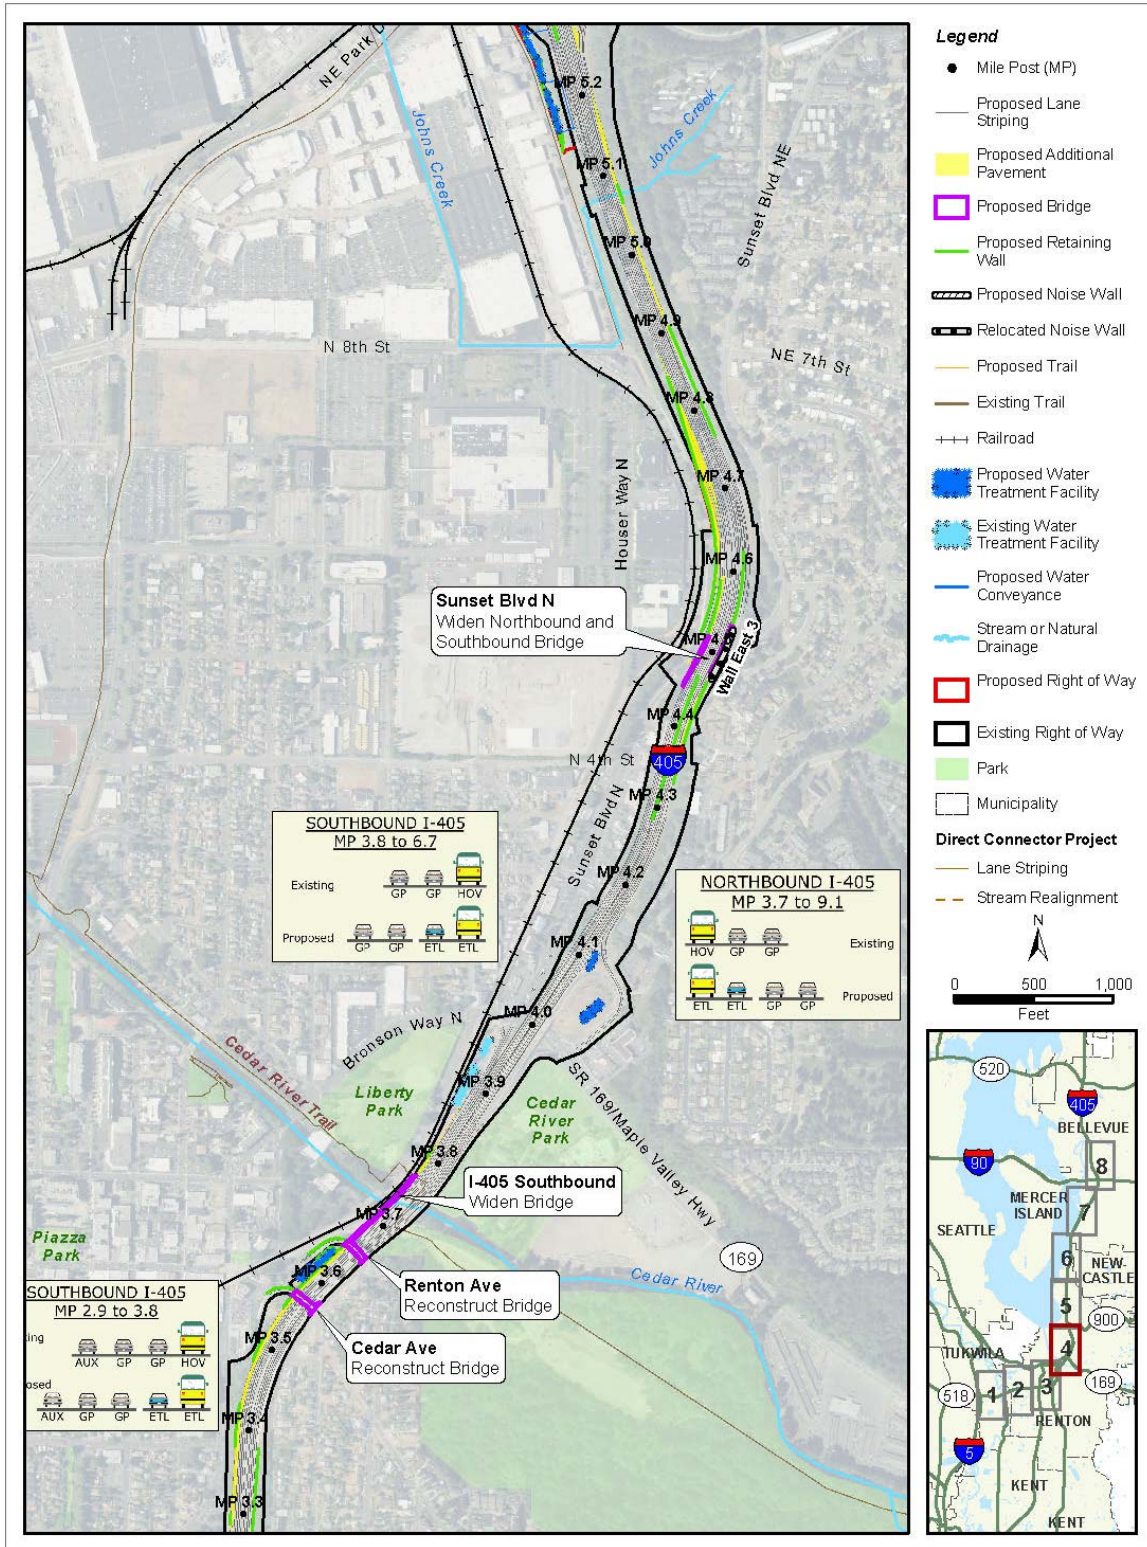 NE Park D
MP 5.2
Johns Creek
Johns Creek
MP 5.1
Sunset Blvd NE
MP 5.0
MP 4.9
N 8th St
NE 7th St
MP 4.8
MP 4.7
Houser Way N
MP 4.6
Sunset Blvd N
Widen Northbound and
Southbound Bridge
MP 4.5
Wall East 3
MP 4.4
N 4th St
405
MP 4.3
Sunset Blvd N
MP 4.2
SOUTHBOUND I-405
MP 3.8 to 6.7
Existing
GP GP HOV
Proposed
GP GP ETL ETL
NORTHBOUND I-405
MP 3.7 to 9.1
HOV GP GP
Existing
ETL ETL GP GP
Proposed
MP 4.1
MP 4.0
Bronson Way N
Cedar River Trail
Liberty
Park
MP 3.9
Cedar
River
Park
SR 169/Maple Valley Hwy
MP 3.8
I-405 Southbound
Widen Bridge
MP 3.7
Piazza
Park
169
Cedar River
MP 3.6
Renton Ave
Reconstruct Bridge
Cedar Ave
Reconstruct Bridge
SOUTHBOUND I-405
MP 2.9 to 3.8
ing
AUX GP GP HOV
osed
AUX GP GP ETL ETL
MP 3.5
MP 3.4
MP 3.3
Legend
Mile Post (MP)
Proposed Lane
Striping
Proposed Additional
Pavement
Proposed Bridge
Proposed Retaining
Wall
Proposed Noise Wall
Relocated Noise Wall
Proposed Trail
Existing Trail
Railroad
Proposed Water
Treatment Facility
Existing Water
Treatment Facility
Proposed Water
Conveyance
Stream or Natural
Drainage
Proposed Right of Way
Existing Right of Way
Park
Municipality
Direct Connector Project
Lane Striping
Stream Realignment
N
0 500 1,000
Feet
520
405
BELLEVUE
90
8
MERCER
ISLAND
7
SEATTLE
6
NEW-
CASTLE
5
900
TUKWILA
4
518
1
2
3
169
RENTON
5
KENT
KENT